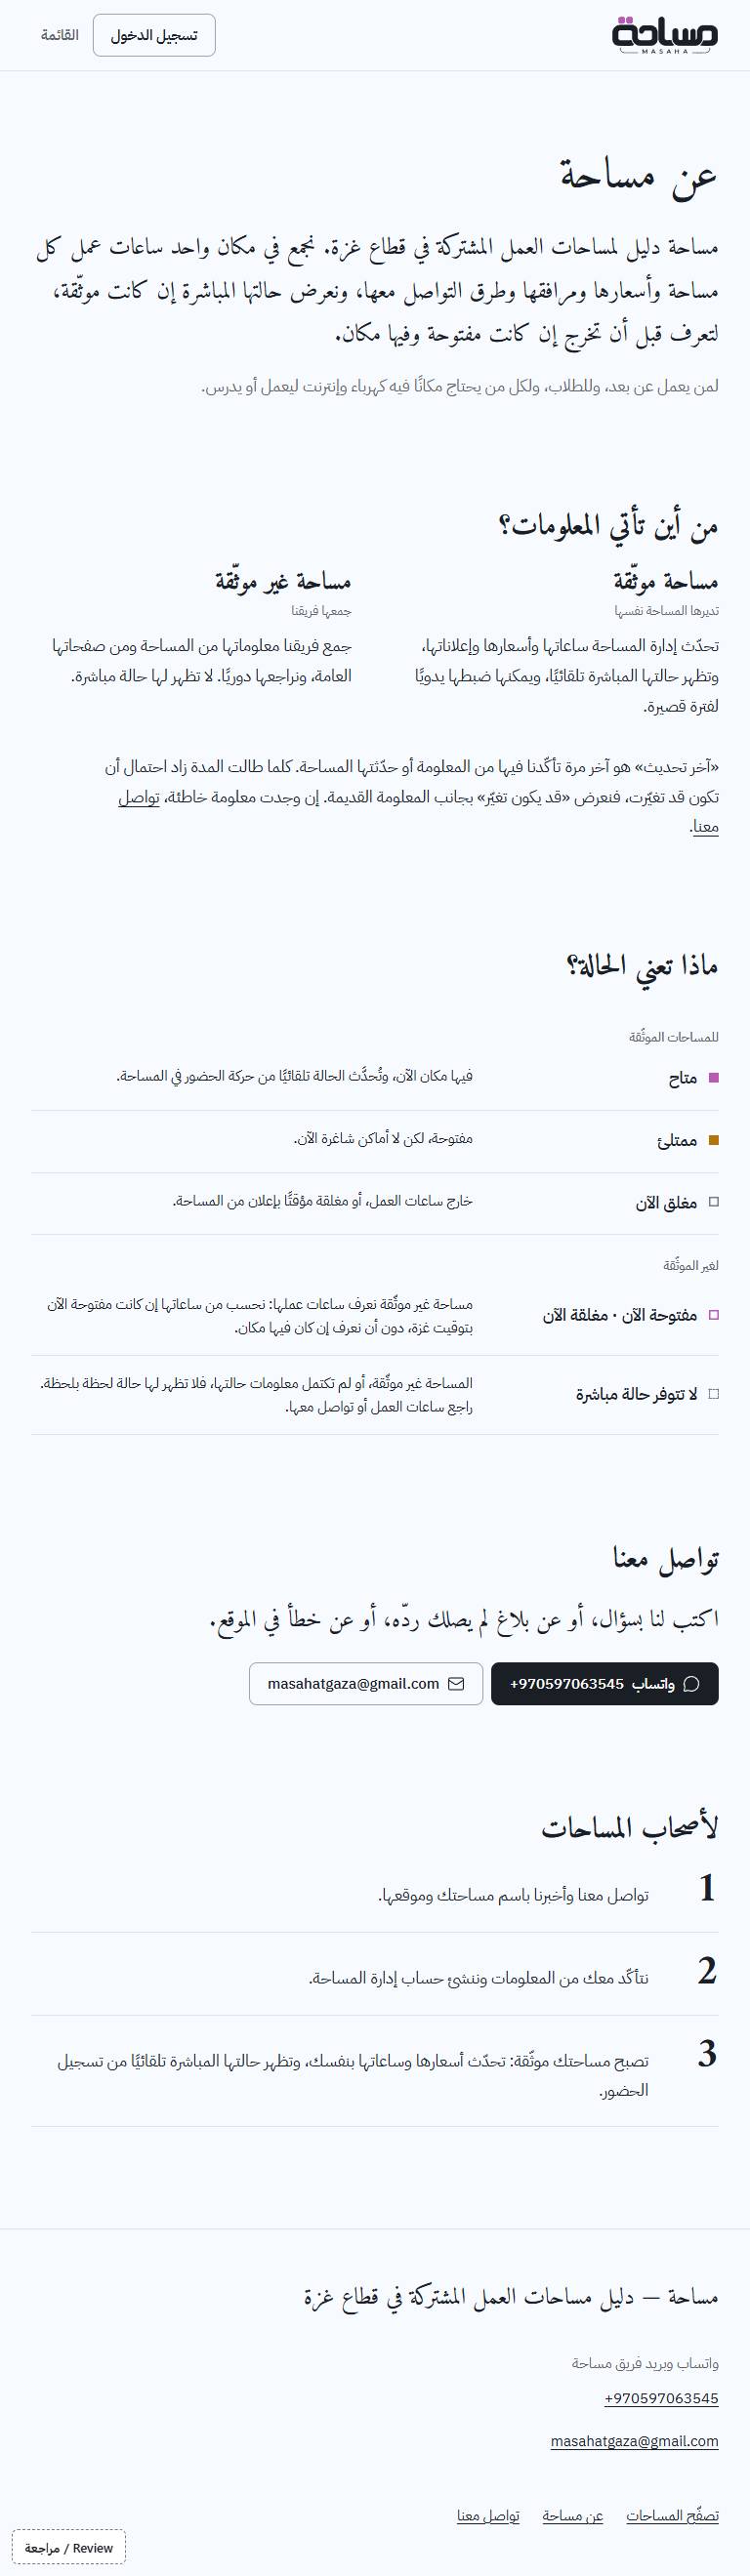 مساحة
MASAHA
تسجيل الدخول
القائمة
عن مساحة
مساحة دليل لمساحات العمل المشتركة في قطاع غزة. نجمع في مكان واحد ساعات عمل كل
مساحة وأسعارها ومرافقها وطرق التواصل معها، ونعرض حالتها المباشرة إن كانت موثّقة،
لتعرف قبل أن تخرج إن كانت مفتوحة وفيها مكان.
لمن يعمل عن بعد، وللطلاب، ولكل من يحتاج مكانًا فيه كهرباء وإنترنت ليعمل أو يدرس.
من أين تأتي المعلومات؟
مساحة موثّقة
تديرها المساحة نفسها
تحدّث إدارة المساحة ساعاتها وأسعارها وإعلاناتها،
وتظهر حالتها المباشرة تلقائيًا، ويمكنها ضبطها يدويًا
لفترة قصيرة.
مساحة غير موثّقة
جمعها فريقنا
جمع فريقنا معلوماتها من المساحة ومن صفحاتها
العامة، ونراجعها دوريًا. لا تظهر لها حالة مباشرة.
«آخر تحديث» هو آخر مرة تأكّدنا فيها من المعلومة أو حدّثتها المساحة. كلما طالت المدة زاد احتمال أن
تكون قد تغيّرت، فنعرض «قد يكون تغيّر» بجانب المعلومة القديمة. إن وجدت معلومة خاطئة، تواصل
معنا.
ماذا تعني الحالة؟
للمساحات الموثّقة
متاح
فيها مكان الآن، وتُحدَّث الحالة تلقائيًا من حركة الحضور في المساحة.
ممتلئ
مفتوحة، لكن لا أماكن شاغرة الآن.
مغلق الآن
خارج ساعات العمل، أو مغلقة مؤقتًا بإعلان من المساحة.
لغير الموثّقة
مفتوحة الآن · مغلقة الآن
مساحة غير موثّقة نعرف ساعات عملها: نحسب من ساعاتها إن كانت مفتوحة الآن
بتوقيت غزة، دون أن نعرف إن كان فيها مكان.
لا تتوفر حالة مباشرة
المساحة غير موثّقة، أو لم تكتمل معلومات حالتها، فلا تظهر لها حالة لحظة بلحظة.
راجع ساعات العمل أو تواصل معها.
تواصل معنا
اكتب لنا بسؤال، أو عن بلاغ لم يصلك ردّه، أو عن خطأ في الموقع.
واتساب +970597063545
masahatgaza@gmail.com
لأصحاب المساحات
1
تواصل معنا وأخبرنا باسم مساحتك وموقعها.
2
نتأكّد معك من المعلومات وننشئ حساب إدارة المساحة.
3
تصبح مساحتك موثّقة: تحدّث أسعارها وساعاتها بنفسك، وتظهر حالتها المباشرة تلقائيًا من تسجيل
الحضور.
مساحة — دليل مساحات العمل المشتركة في قطاع غزة
واتساب وبريد فريق مساحة
+970597063545
masahatgaza@gmail.com
تصفّح المساحات
عن مساحة
تواصل معنا
Review / مراجعة